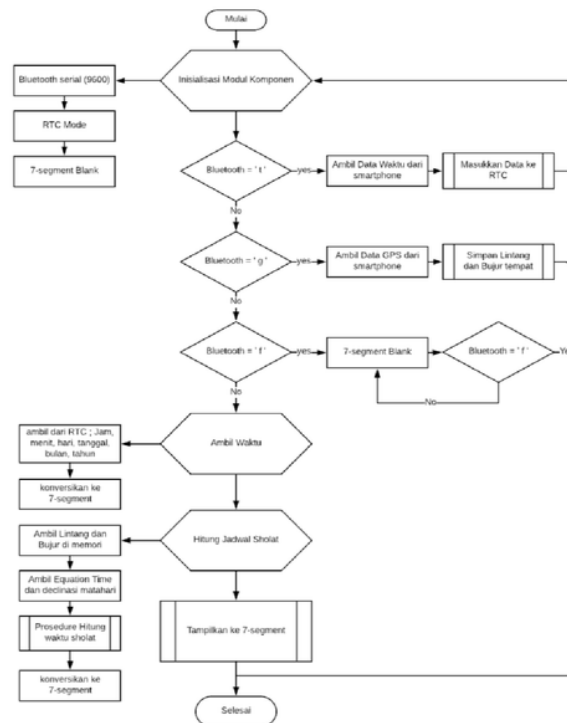 Mulai
Inisialisasi Modul Komponen
Bluetooth serial (9600)
RTC Mode
7-segment Blank
Bluetooth = ' t '
yes
Ambil Data Waktu dari
smartphone
Masukkan Data ke
RTC
No
Bluetooth = ' g '
yes
Ambil Data GPS dari
smartphone
Simpan Lintang
dan Bujur tempat
No
Bluetooth = ' f '
yes
7-segment Blank
Bluetooth = ' f '
Ye
No
No
Ambil Waktu
ambil dari RTC ; Jam,
menit, hari, tanggal,
bulan, tahun
konversikan ke
7-segment
Hitung Jadwal Sholat
Ambil Lintang dan
Bujur di memori
Ambil Equation Time
dan declinasi matahari
Prosedure Hitung
waktu sholat
konversikan ke
7-segment
Tampilkan ke 7-segment
Selesai